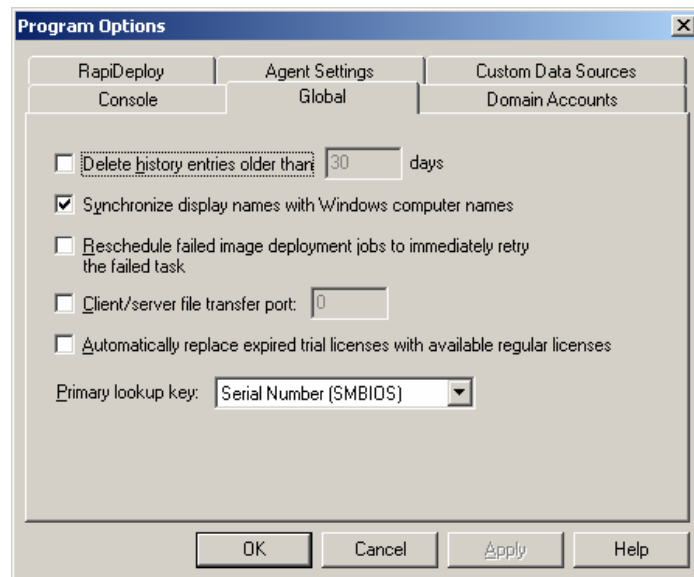 Program Options
RapiDeploy
Agent Settings
Custom Data Sources
Console
Global
Domain Accounts
Delete history entries older than 30 days
Synchronize display names with Windows computer names
Reschedule failed image deployment jobs to immediately retry
the failed task
Client/server file transfer port: 0
Automatically replace expired trial licenses with available regular licenses
Primary lookup key: Serial Number (SMBIOS)
OK
Cancel
Apply
Help